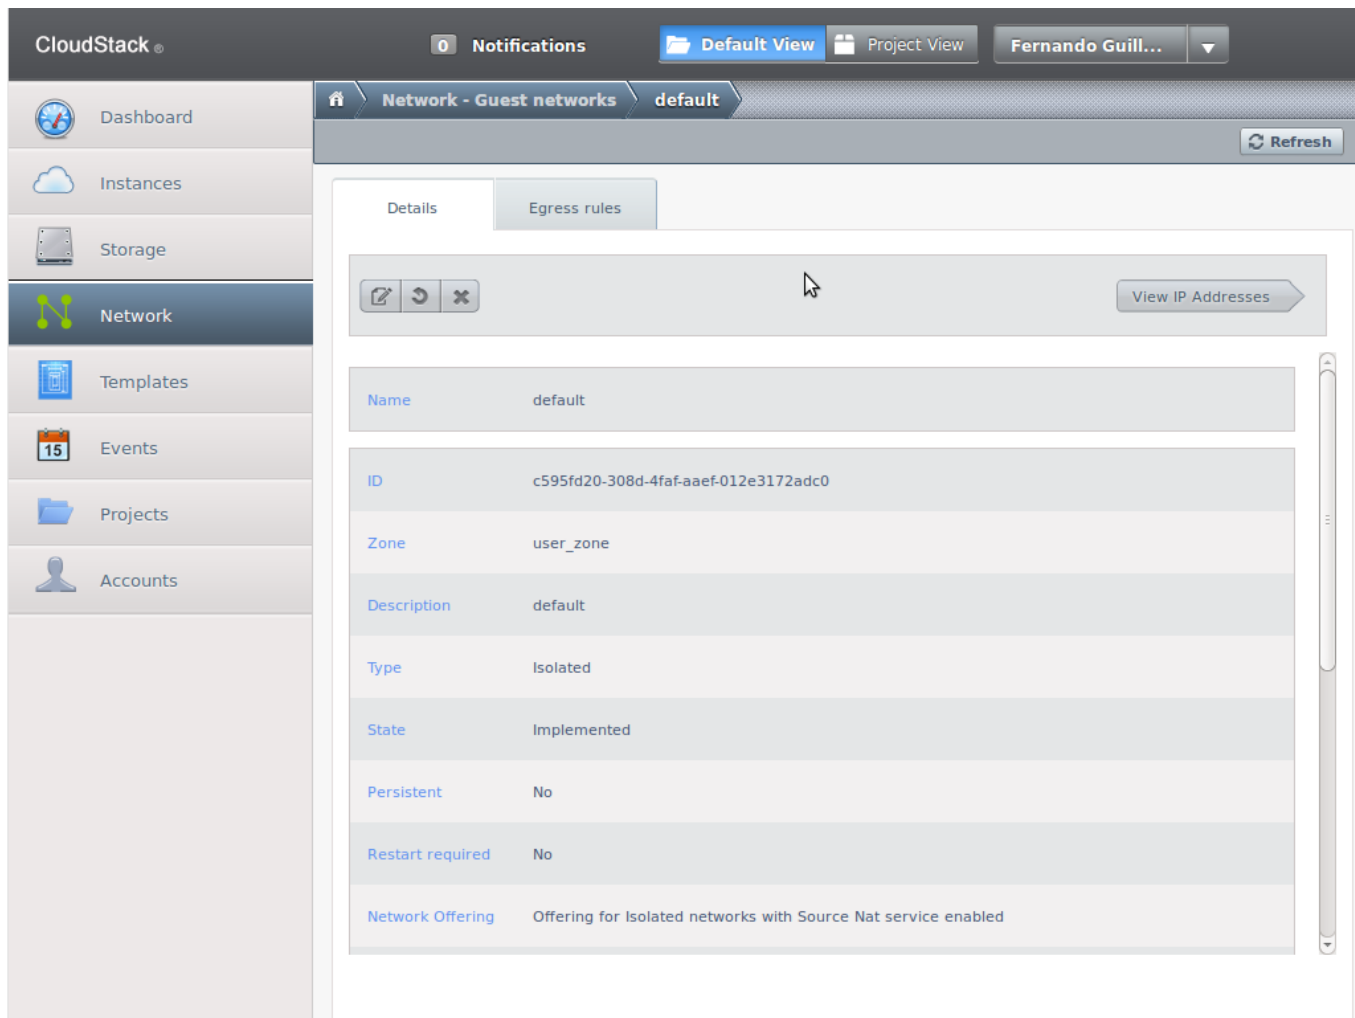 CloudStack ®
0 Notifications
Default View
Project View
Fernando Guill...
Network - Guest networks
default
Refresh
Dashboard
Instances
Storage
Network
Templates
15
Events
Projects
Accounts
Details
Egress rules
View IP Addresses
Name default
ID c595fd20-308d-4faf-aaef-012e3172adc0
Zone user_zone
Description default
Type Isolated
State Implemented
Persistent No
Restart required No
Network Offering Offering for Isolated networks with Source Nat service enabled